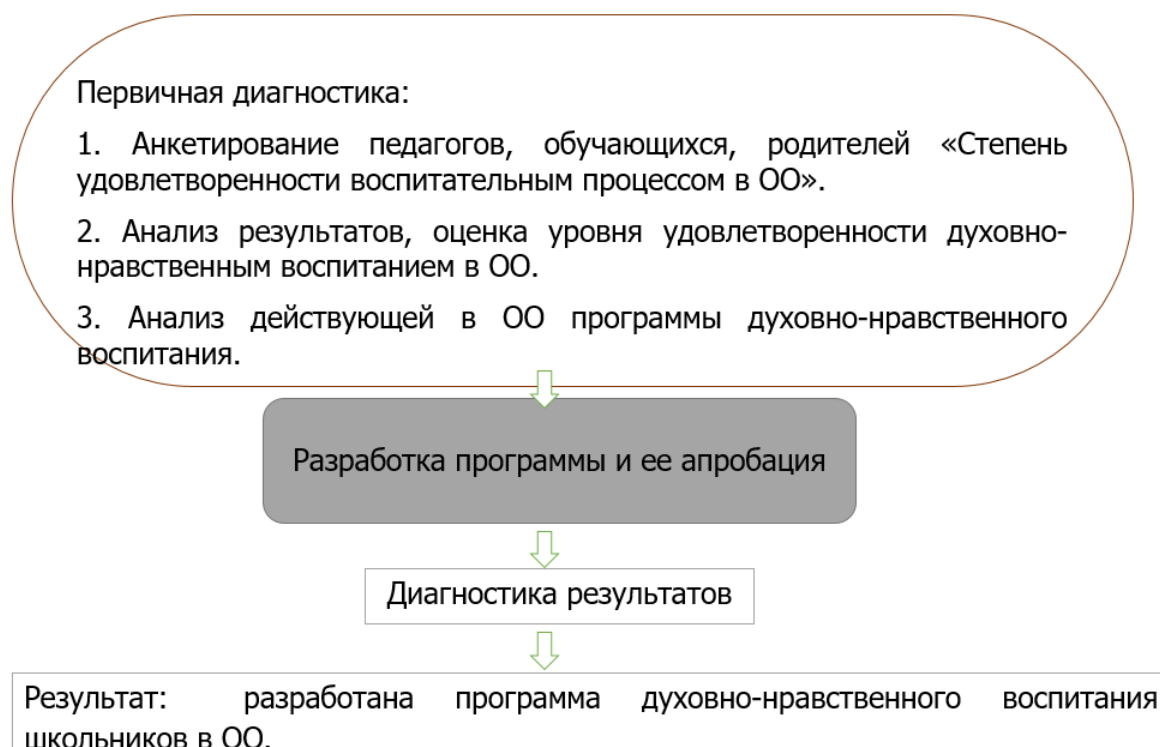 Первичная диагностика:
1. Анкетирование педагогов, обучающихся, родителей «Степень
удовлетворенности воспитательным процессом в ОО».
2. Анализ результатов, оценка уровня удовлетворенности духовно-
нравственным воспитанием в ОО.
3. Анализ действующей в ОО программы духовно-нравственного
воспитания.
Разработка программы и ее апробация
Диагностика результатов
Результат: разработана программа духовно-нравственного воспитания
школьников в ОО.